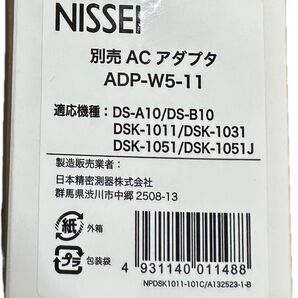 NISSEI
別売 AC アダプタ
ADP-W5-11
適応機種：DS-A10/DS-B10
DSK-1011/DSK-1031
DSK-1051/DSK-1051J
製造販売業者：
日本精密測器株式会社
群馬県渋川市中郷 2508-13
紙 外箱
プラ 包装袋
4 931140 011488
NPDSK1011-101C/A132523-1-B